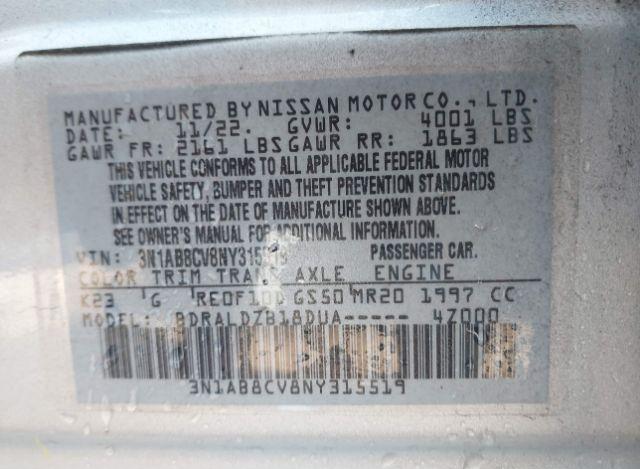 MANUFACTURED BY NISSAN MOTOR CO., LTD.
DATE: 11/22. GVWR: 4001 LBS
GAWR FR: 2161 LBS GAWR RR: 1863 LBS
THIS VEHICLE CONFORMS TO ALL APPLICABLE FEDERAL MOTOR
VEHICLE SAFETY, BUMPER AND THEFT PREVENTION STANDARDS
IN EFFECT ON THE DATE OF MANUFACTURE SHOWN ABOVE.
SEE OWNER'S MANUAL FOR ADDITIONAL INFORMATION.
VIN: 3N1AB8CV8NY315519 PASSENGER CAR.
COLOR TRIM TRANS AXLE ENGINE
K23 G RE0F10D GS50 MR20 1997 CC
MODEL: BDRALDZB18DUA----- 4Z000
3N1AB8CV8NY315519